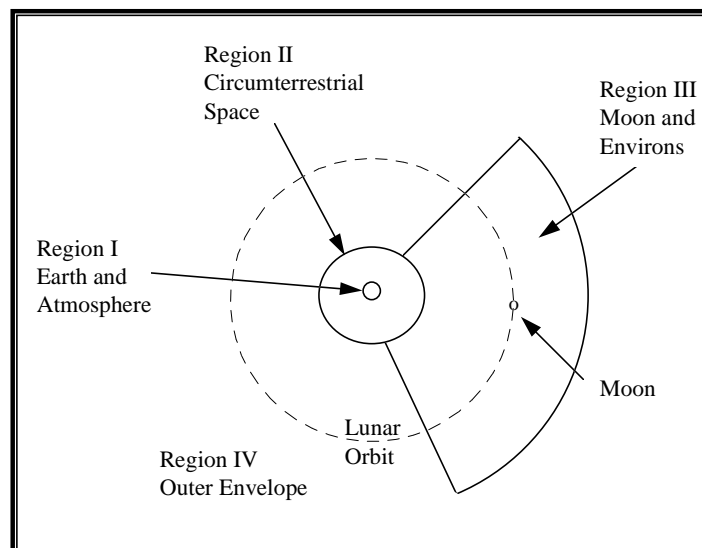 Region II
Circumterrestrial
Space
Region III
Moon and
Environs
Region I
Earth and
Atmosphere
o
Moon
Lunar
Orbit
Region IV
Outer Envelope